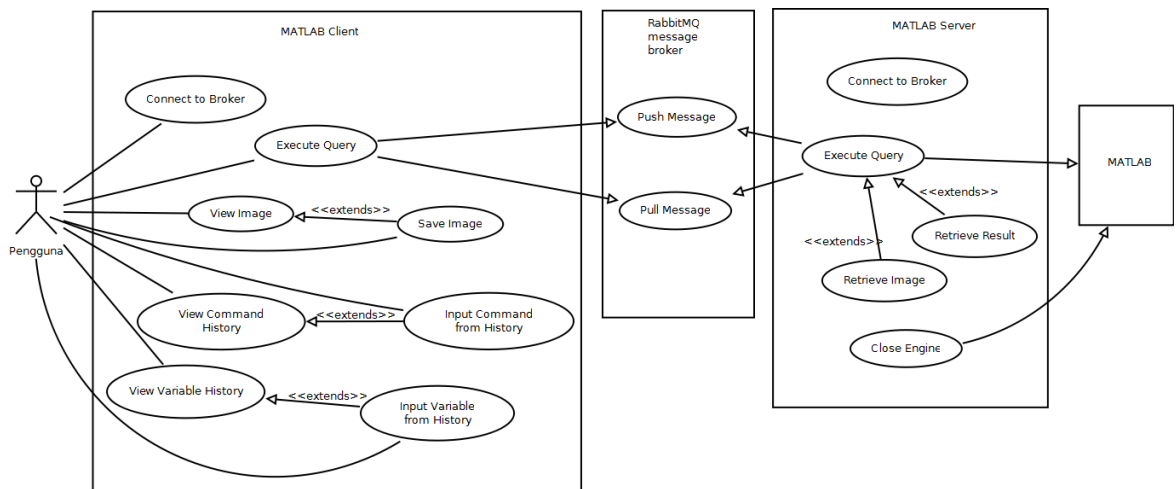 MATLAB Client
RabbitMQ
message
broker
MATLAB Server
Connect to Broker
Connect to Broker
Push Message
Execute Query
Execute Query
MATLAB
<<extends>>
<<extends>>
View Image
Save Image
Pull Message
Pengguna
<<extends>>
Retrieve Result
Retrieve Image
View Command
History
<<extends>>
Input Command
from History
Close Engine
View Variable History
<<extends>>
Input Variable
from History